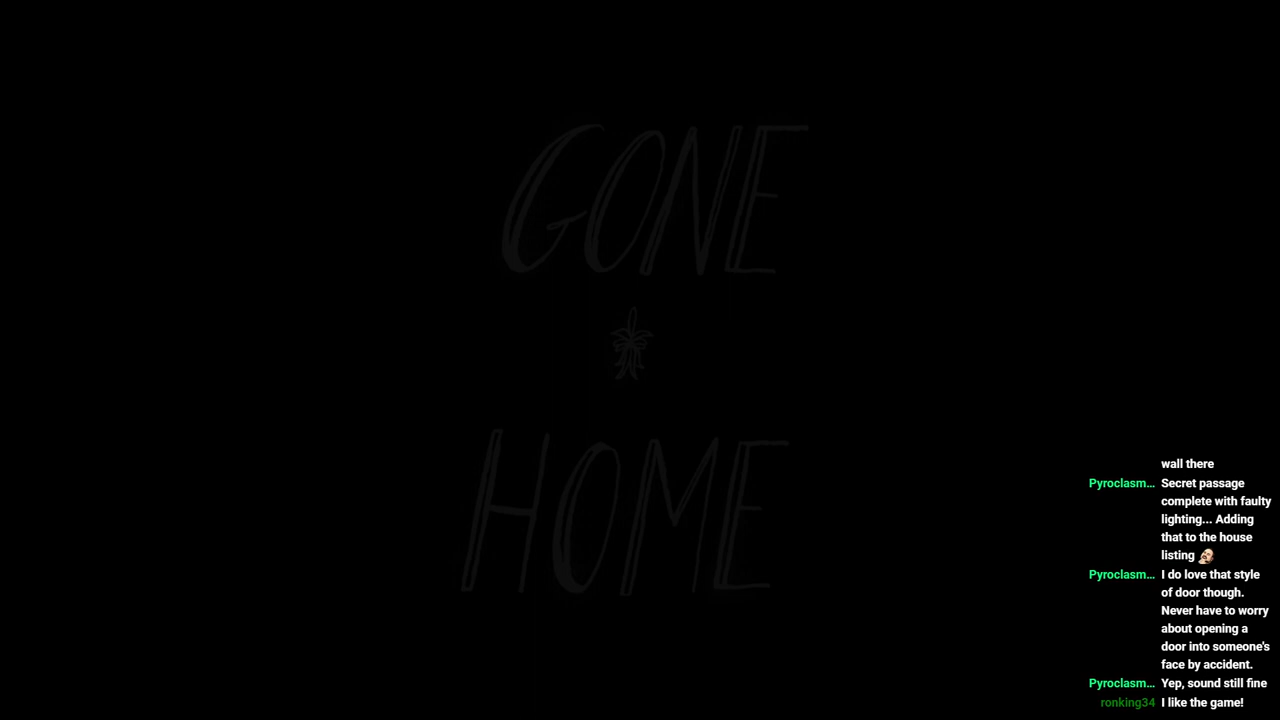 GONE
HOME
wall there
Pyroclasm… Secret passage
complete with faulty
lighting... Adding
that to the house
listing
Pyroclasm… I do love that style
of door though.
Never have to worry
about opening a
door into someone's
face by accident.
Pyroclasm… Yep, sound still fine
ronking34 I like the game!